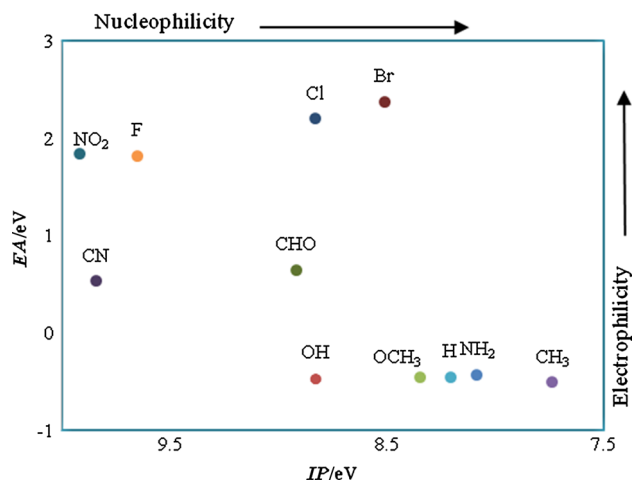 Nucleophilicity
3
Br
Cl
F
NO₂
2
1
CHO
CN
0
OH
OCH₃
H
NH₂
CH₃
-1
9.5
8.5
7.5
EA/eV
IP/eV
Electrophilicity